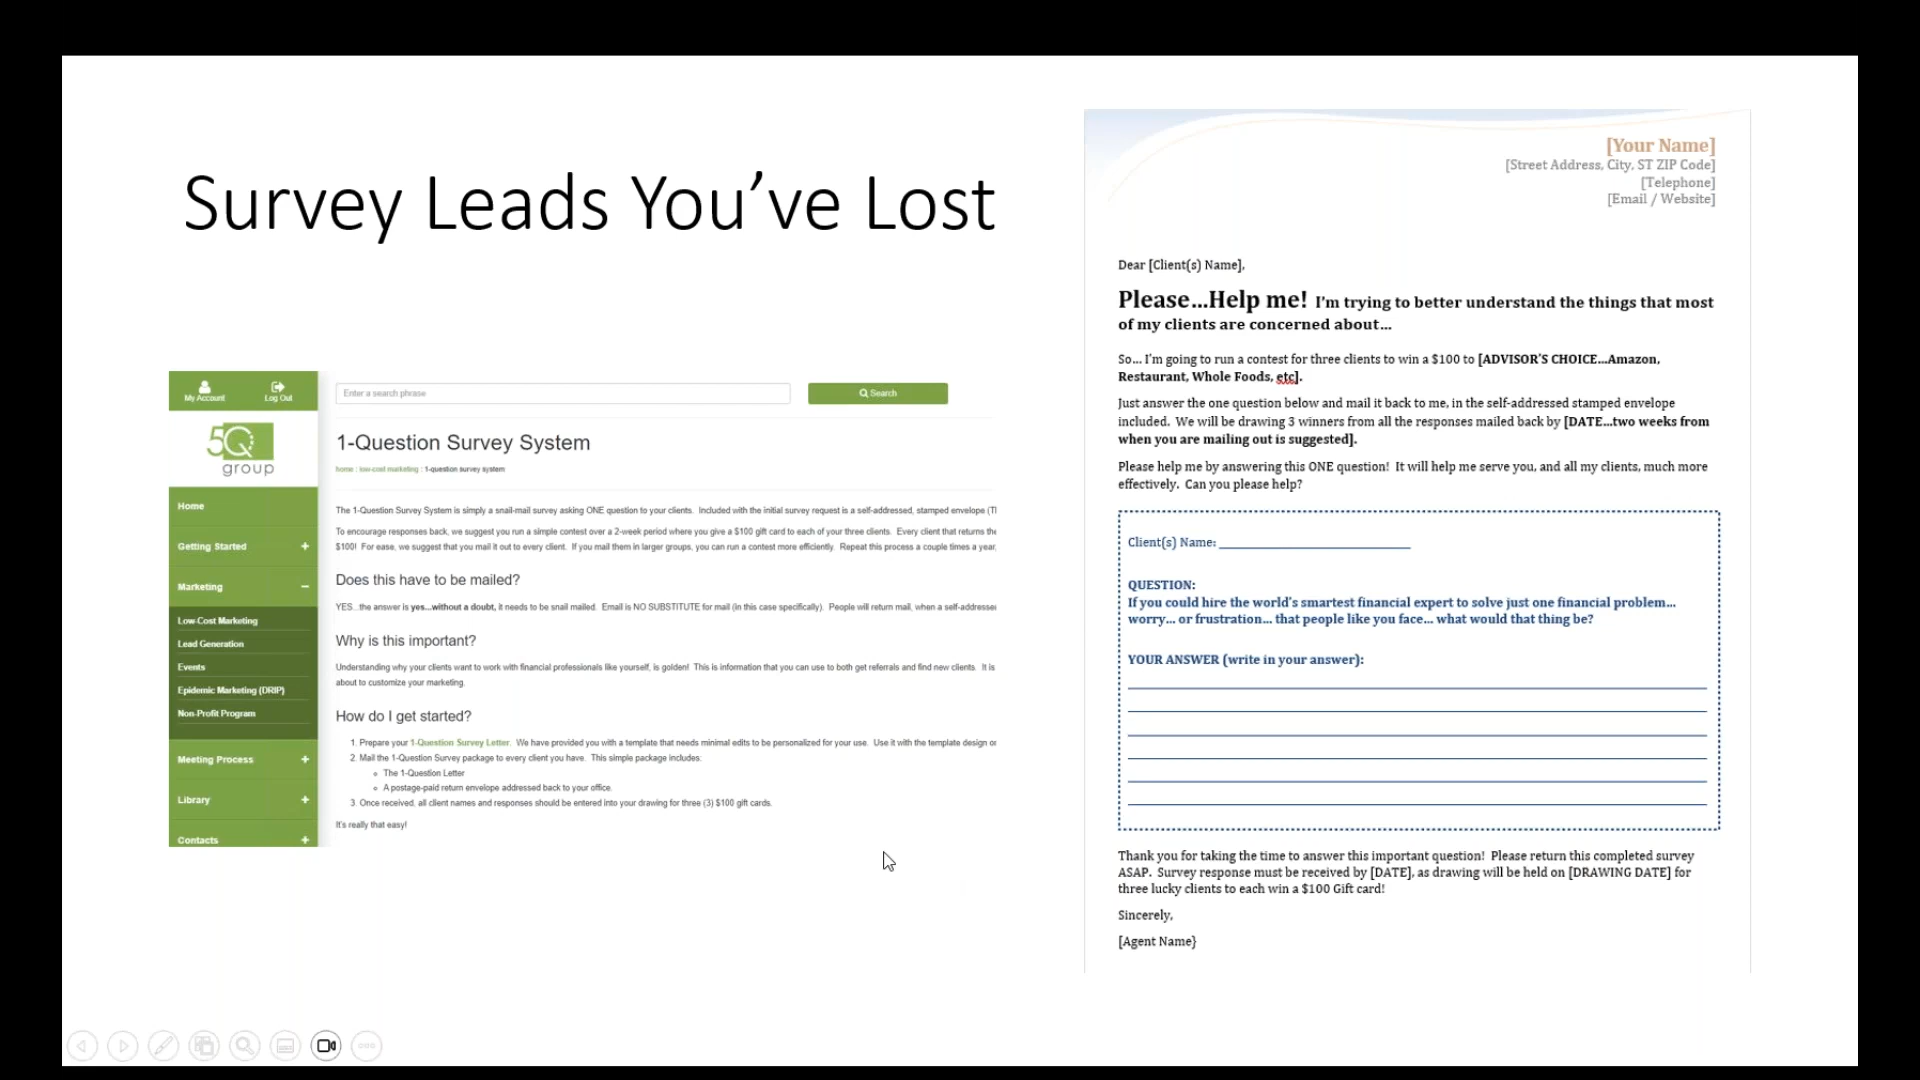 Survey Leads You've Lost
My Account
Log Out
Enter a search phrase
Search
5Q
group
1-Question Survey System
home : low-cost marketing : 1-question survey system
Home
Getting Started +
Marketing −
Low-Cost Marketing
Lead Generation
Events
Epidemic Marketing (DRIP)
Non-Profit Program
Meeting Process +
Library +
Contacts +
The 1-Question Survey System is simply a snail-mail survey asking ONE question to your clients. Included with the initial survey request is a self-addressed, stamped envelope
To encourage responses back, we suggest you run a simple contest over a 2-week period where you give a $100 gift card to each of your three clients. Every client that returns the
$100! For ease, we suggest that you mail it out to every client. If you mail them in larger groups, you can run a contest more efficiently. Repeat this process a couple times a year,
Does this have to be mailed?
YES...the answer is yes...without a doubt, it needs to be snail mailed. Email is NO SUBSTITUTE for mail (in this case specifically). People will return mail, when a
Why is this important?
Understanding why your clients want to work with financial professionals like yourself, is golden! This is information that you can use to both get referrals and find new clients. It is
about to customize your marketing.
How do I get started?
1. Prepare your 1-Question Survey Letter. We have provided you with a template that needs minimal edits to be personalized for your use. Use it with the template design
2. Mail the 1-Question Survey package to every client you have. This simple package includes:
The 1-Question Letter
A postage-paid return envelope addressed back to your office.
3. Once received, all client names and responses should be entered into your drawing for three (3) $100 gift cards.
It's really that easy!
[Your Name]
[Street Address, City, ST ZIP Code]
[Telephone]
[Email / Website]
Dear [Client(s) Name],
Please...Help me! I'm trying to better understand the things that most
of my clients are concerned about...
So... I'm going to run a contest for three clients to win a $100 to [ADVISOR'S CHOICE...Amazon,
Restaurant, Whole Foods, etc].
Just answer the one question below and mail it back to me, in the self-addressed stamped envelope
included. We will be drawing 3 winners from all the responses mailed back by [DATE...two weeks from
when you are mailing out is suggested].
Please help me by answering this ONE question! It will help me serve you, and all my clients, much more
effectively. Can you please help?
Client(s) Name: ____________________
QUESTION:
If you could hire the world's smartest financial expert to solve just one financial problem...
worry... or frustration... that people like you face... what would that thing be?
YOUR ANSWER (write in your answer):
Thank you for taking the time to answer this important question! Please return this completed survey
ASAP. Survey response must be received by [DATE], as drawing will be held on [DRAWING DATE] for
three lucky clients to each win a $100 Gift card!
Sincerely,
[Agent Name}